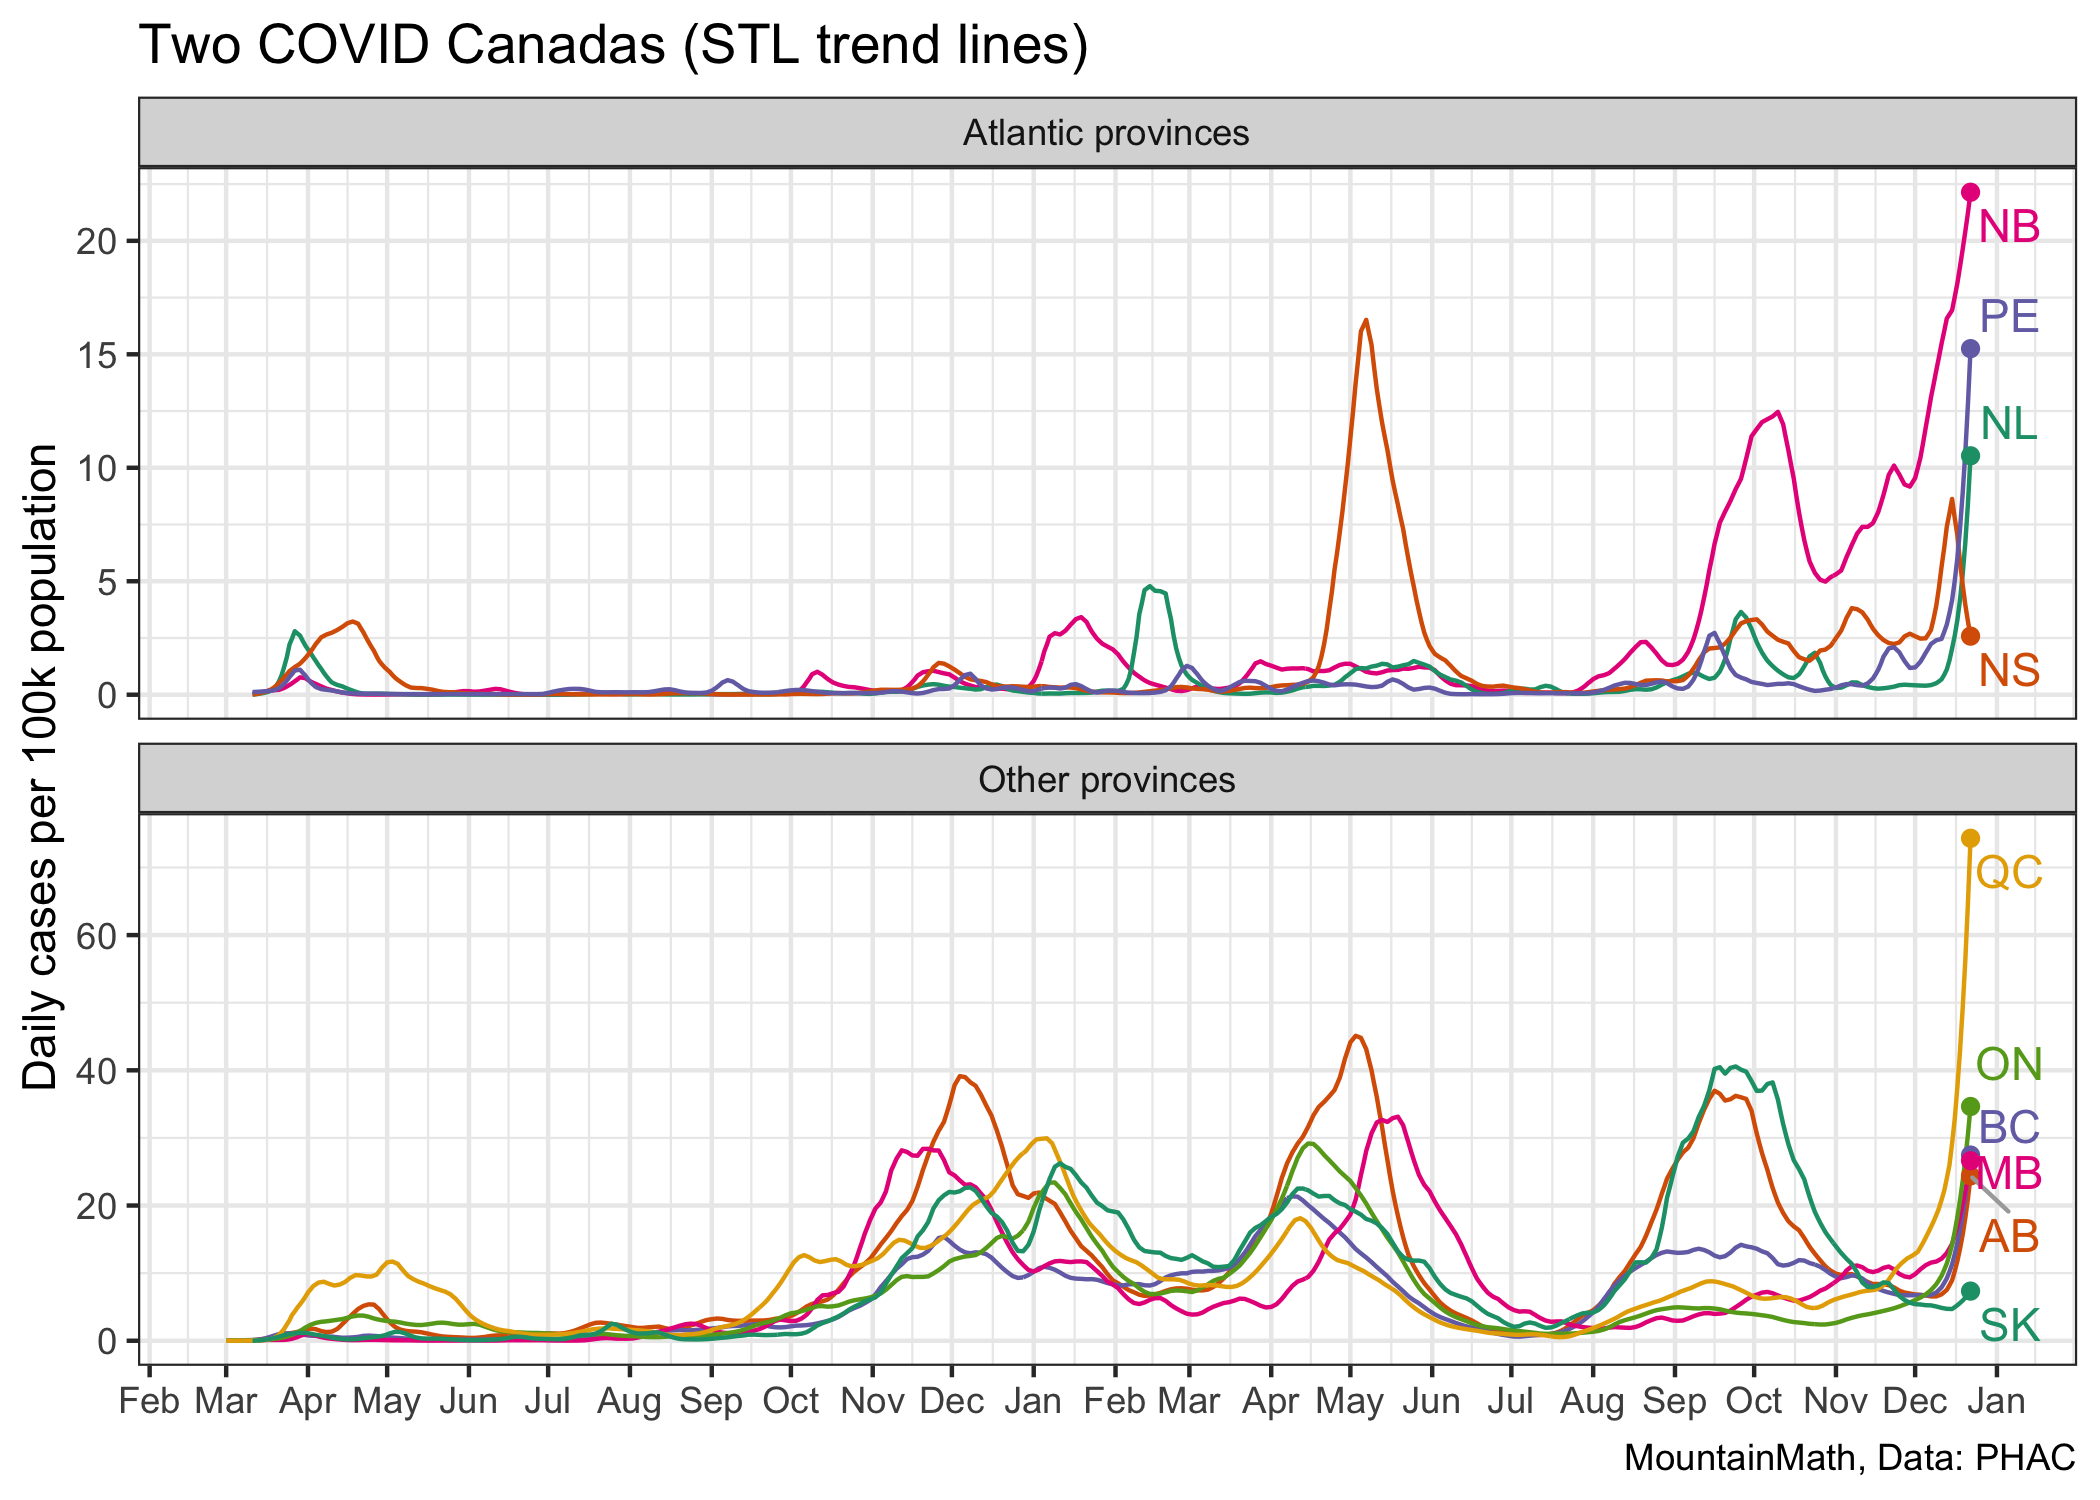 Two COVID Canadas (STL trend lines)
Atlantic provinces
20
15
10
5
0
NB
PE
NL
NS
Daily cases per 100k population
Other provinces
60
40
20
0
QC
ON
BC
MB
AB
SK
Feb Mar Apr May Jun Jul Aug Sep Oct Nov Dec Jan Feb Mar Apr May Jun Jul Aug Sep Oct Nov Dec Jan
MountainMath, Data: PHAC